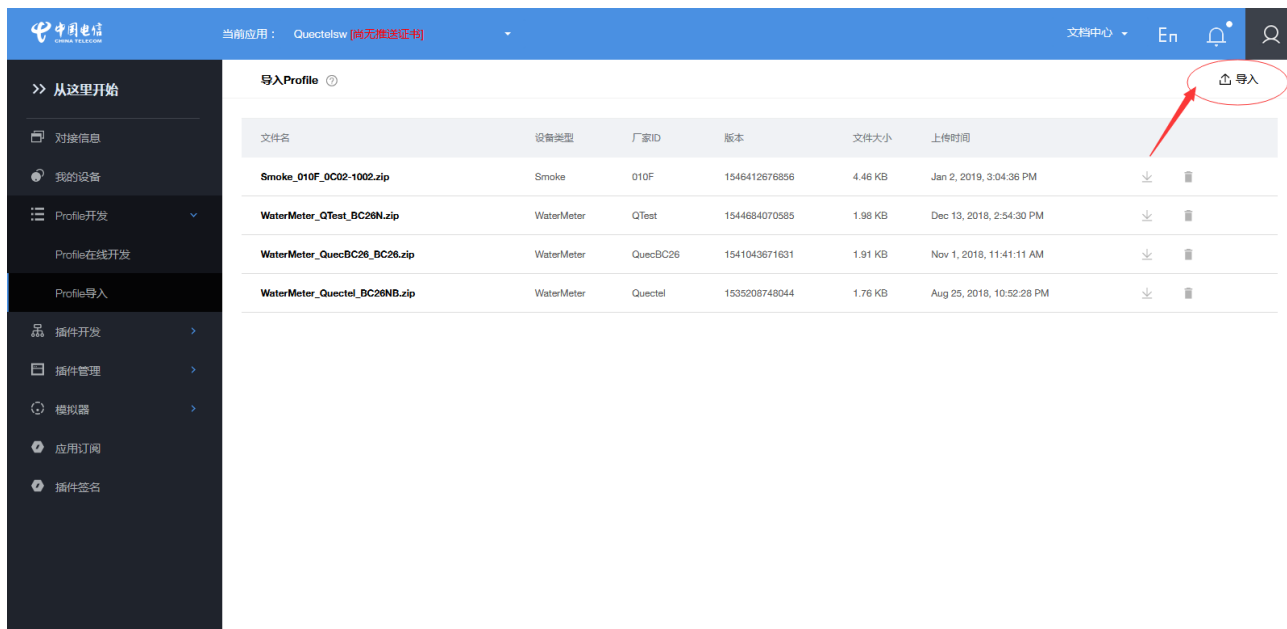 中国电信
CHINA TELECOM
当前应用： Quectelsw [尚无推送证书]
文档中心
En
从这里开始
对接信息
我的设备
Profile开发
Profile在线开发
Profile导入
插件开发
插件管理
模拟器
应用订阅
插件签名
导入Profile
导入
文件名 设备类型 厂家ID 版本 文件大小 上传时间
Smoke_010F_0C02-1002.zip Smoke 010F 1546412676856 4.46 KB Jan 2, 2019, 3:04:36 PM
WaterMeter_QTest_BC26N.zip WaterMeter QTest 1544684070585 1.98 KB Dec 13, 2018, 2:54:30 PM
WaterMeter_QuecBC26_BC26.zip WaterMeter QuecBC26 1541043671631 1.91 KB Nov 1, 2018, 11:41:11 AM
WaterMeter_Quectel_BC26NB.zip WaterMeter Quectel 1535208748044 1.76 KB Aug 25, 2018, 10:52:28 PM